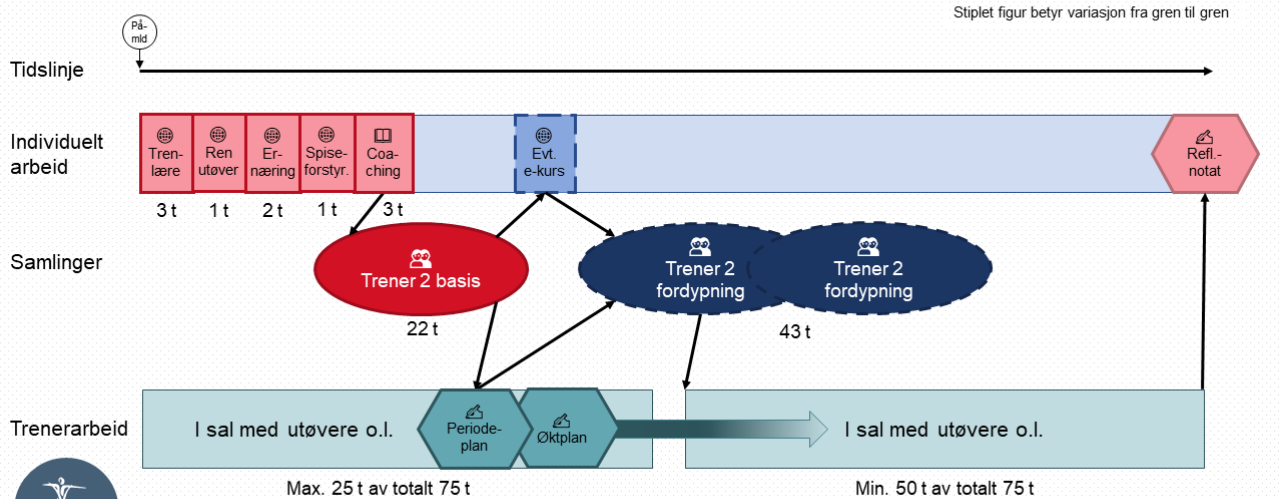 Stiplet figur betyr variasjon fra gren til gren
På-
mld
Tidslinje
Individuelt
arbeid
Tren-
lære
Ren
utøver
Er-
næring
Spise-
forstyr.
Coa-
ching
Evt.
e-kurs
Refl.-
notat
3 t
1 t
2 t
1 t
3 t
Samlinger
Trener 2 basis
Trener 2
fordypning
Trener 2
fordypning
22 t
43 t
Trenerarbeid
I sal med utøvere o.l.
Periode-
plan
Øktplan
I sal med utøvere o.l.
Max. 25 t av totalt 75 t
Min. 50 t av totalt 75 t